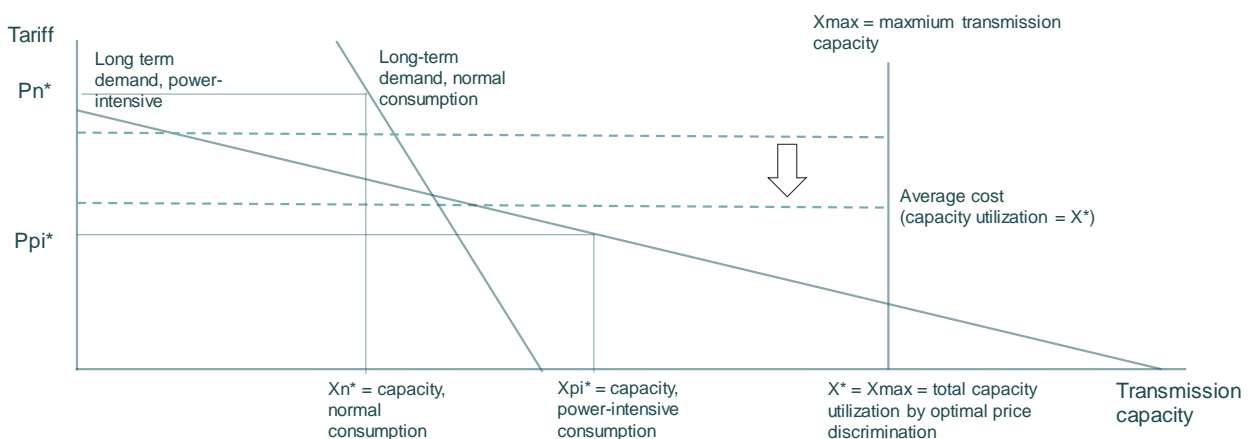 Tariff
Pn*
Ppi*
Long term
demand, power-
intensive
Long-term
demand, normal
consumption
Xmax = maxmium transmission
capacity
Average cost
(capacity utilization = X*)
Xn* = capacity,
normal
consumption
Xpi* = capacity,
power-intensive
consumption
X* = Xmax = total capacity
utilization by optimal price
discrimination
Transmission
capacity